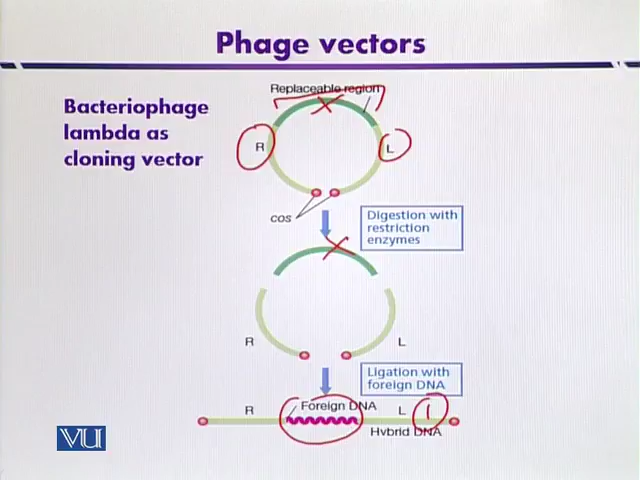 Phage vectors
Bacteriophage
lambda as
cloning vector
Replaceable region
R
L
cos
Digestion with
restriction
enzymes
R
L
Ligation with
foreign DNA
Foreign DNA
R
L
1
Hybrid DNA
VU